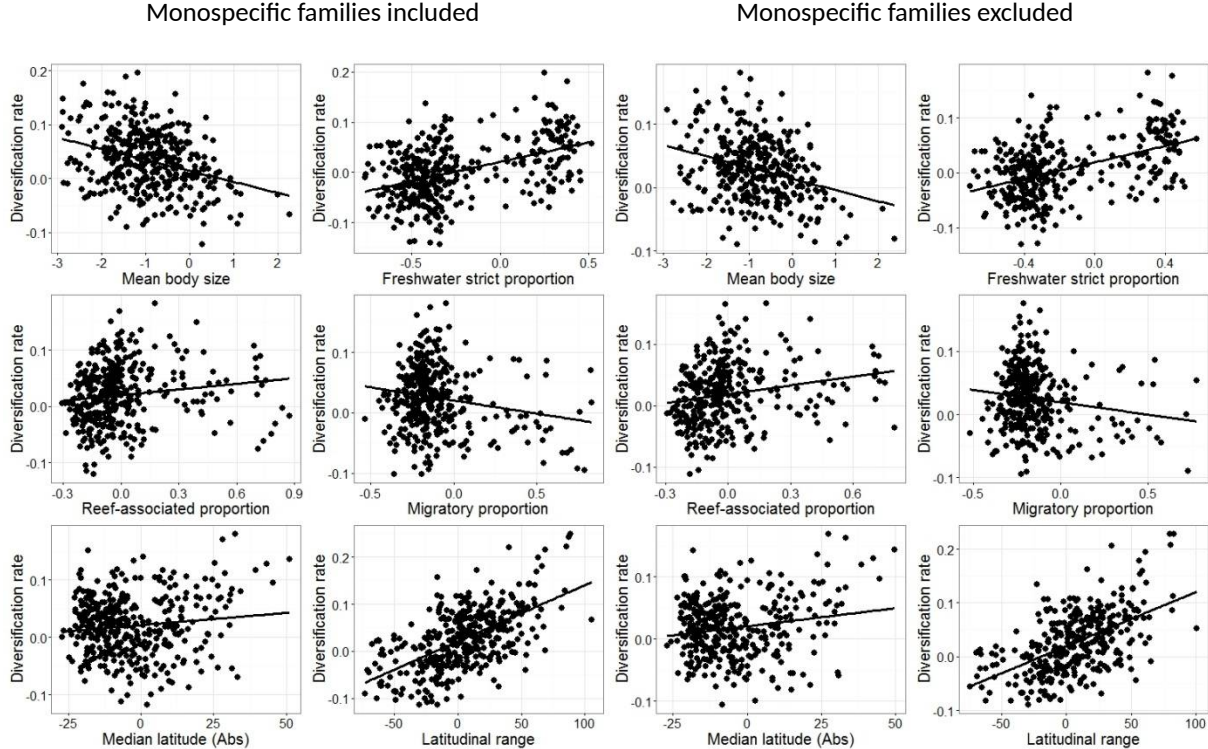 Monospecific families included
Monospecific families excluded
Diversification rate
0.2
0.1
0.0
-0.1
-3 -2 -1 0 1 2
Mean body size
Diversification rate
0.2
0.1
0.0
-0.1
-0.5 0.0 0.5
Freshwater strict proportion
Diversification rate
0.2
0.1
0.0
-0.1
-3 -2 -1 0 1 2
Mean body size
Diversification rate
0.2
0.1
0.0
-0.1
-0.4 0.0 0.4
Freshwater strict proportion
Diversification rate
0.1
0.0
-0.1
-0.3 0.0 0.3 0.6 0.9
Reef-associated proportion
Diversification rate
0.1
0.0
-0.1
-0.5 0.0 0.5
Migratory proportion
Diversification rate
0.1
0.0
-0.1
-0.3 0.0 0.3 0.6
Reef-associated proportion
Diversification rate
0.1
0.0
-0.1
-0.5 0.0 0.5
Migratory proportion
Diversification rate
0.1
0.0
-0.1
-25 0 25 50
Median latitude (Abs)
Diversification rate
0.2
0.1
0.0
-0.1
-50 0 50 100
Latitudinal range
Diversification rate
0.1
0.0
-0.1
-25 0 25 50
Median latitude (Abs)
Diversification rate
0.2
0.1
0.0
-0.1
-50 0 50 100
Latitudinal range